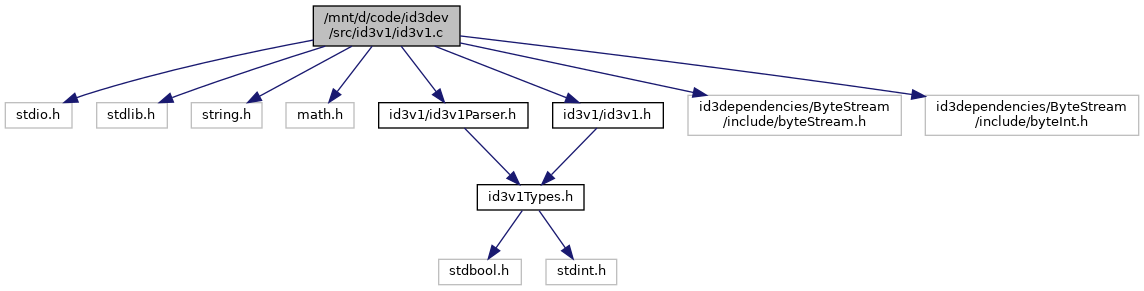 /mnt/d/code/id3dev
/src/id3v1/id3v1.c
stdio.h
stdlib.h
string.h
math.h
id3v1/id3v1Parser.h
id3v1/id3v1.h
id3dependencies/ByteStream
/include/byteStream.h
id3dependencies/ByteStream
/include/byteInt.h
id3v1Types.h
stdbool.h
stdint.h